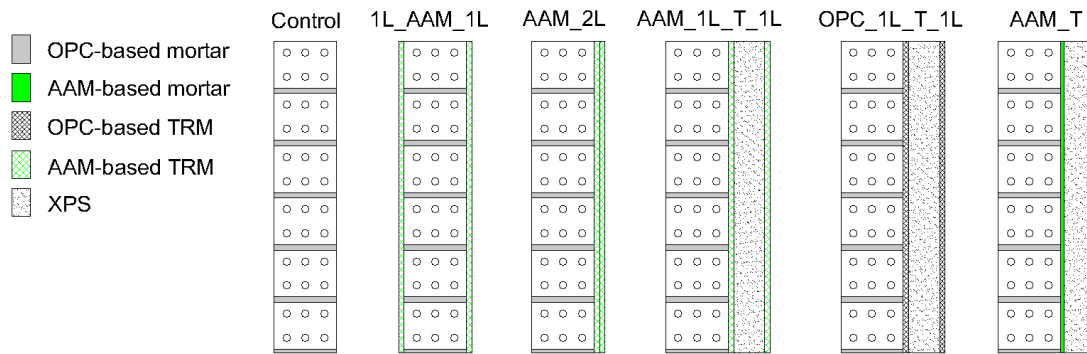 Control 1L_AAM_1L AAM_2L AAM_1L_T_1L OPC_1L_T_1L AAM_T
OPC-based mortar
AAM-based mortar
OPC-based TRM
AAM-based TRM
XPS